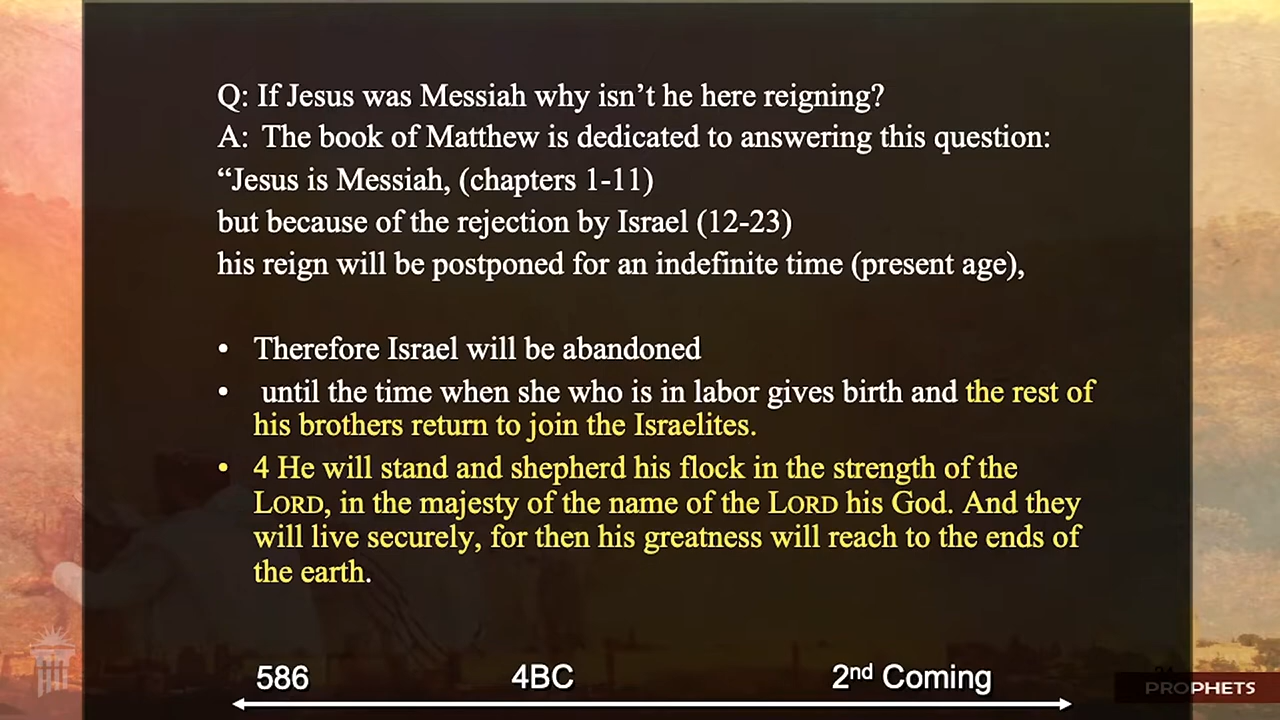 Q: If Jesus was Messiah why isn’t he here reigning?
A: The book of Matthew is dedicated to answering this question:
“Jesus is Messiah, (chapters 1-11)
but because of the rejection by Israel (12-23)
his reign will be postponed for an indefinite time (present age),
• Therefore Israel will be abandoned
• until the time when she who is in labor gives birth and the rest of
his brothers return to join the Israelites.
• 4 He will stand and shepherd his flock in the strength of the
LORD, in the majesty of the name of the LORD his God. And they
will live securely, for then his greatness will reach to the ends of
the earth.
586 4BC 2nd Coming
PROPHETS